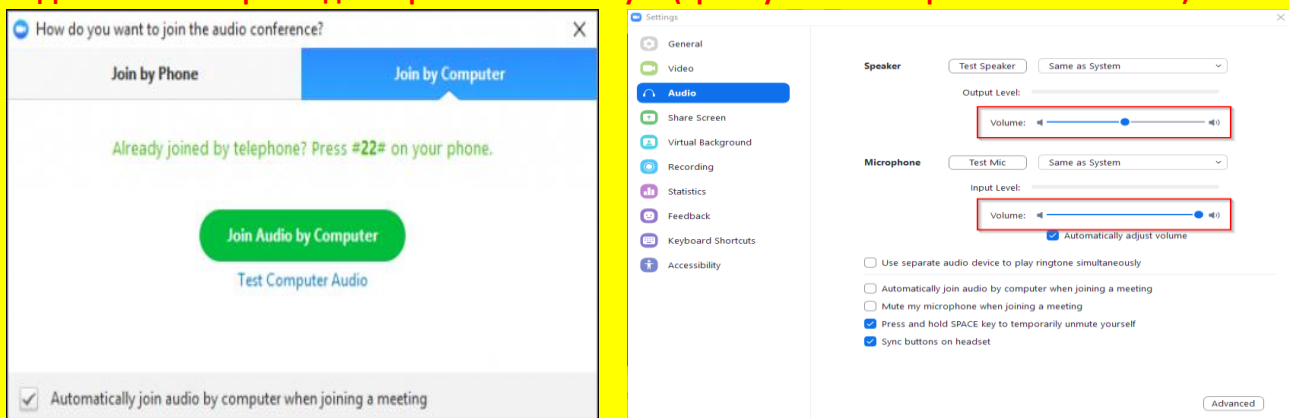 How do you want to join the audio conference?
Join by Phone
Join by Computer
Already joined by telephone? Press #22# on your phone.
Join Audio by Computer
Test Computer Audio
Automatically join audio by computer when joining a meeting
Settings
General
Video
Audio
Share Screen
Virtual Background
Recording
Statistics
Feedback
Keyboard Shortcuts
Accessibility
Speaker Test Speaker Same as System
Output Level:
Volume:
Microphone Test Mic Same as System
Input Level:
Volume:
Automatically adjust volume
Use separate audio device to play ringtone simultaneously
Automatically join audio by computer when joining a meeting
Mute my microphone when joining a meeting
Press and hold SPACE key to temporarily unmute yourself
Sync buttons on headset
Advanced